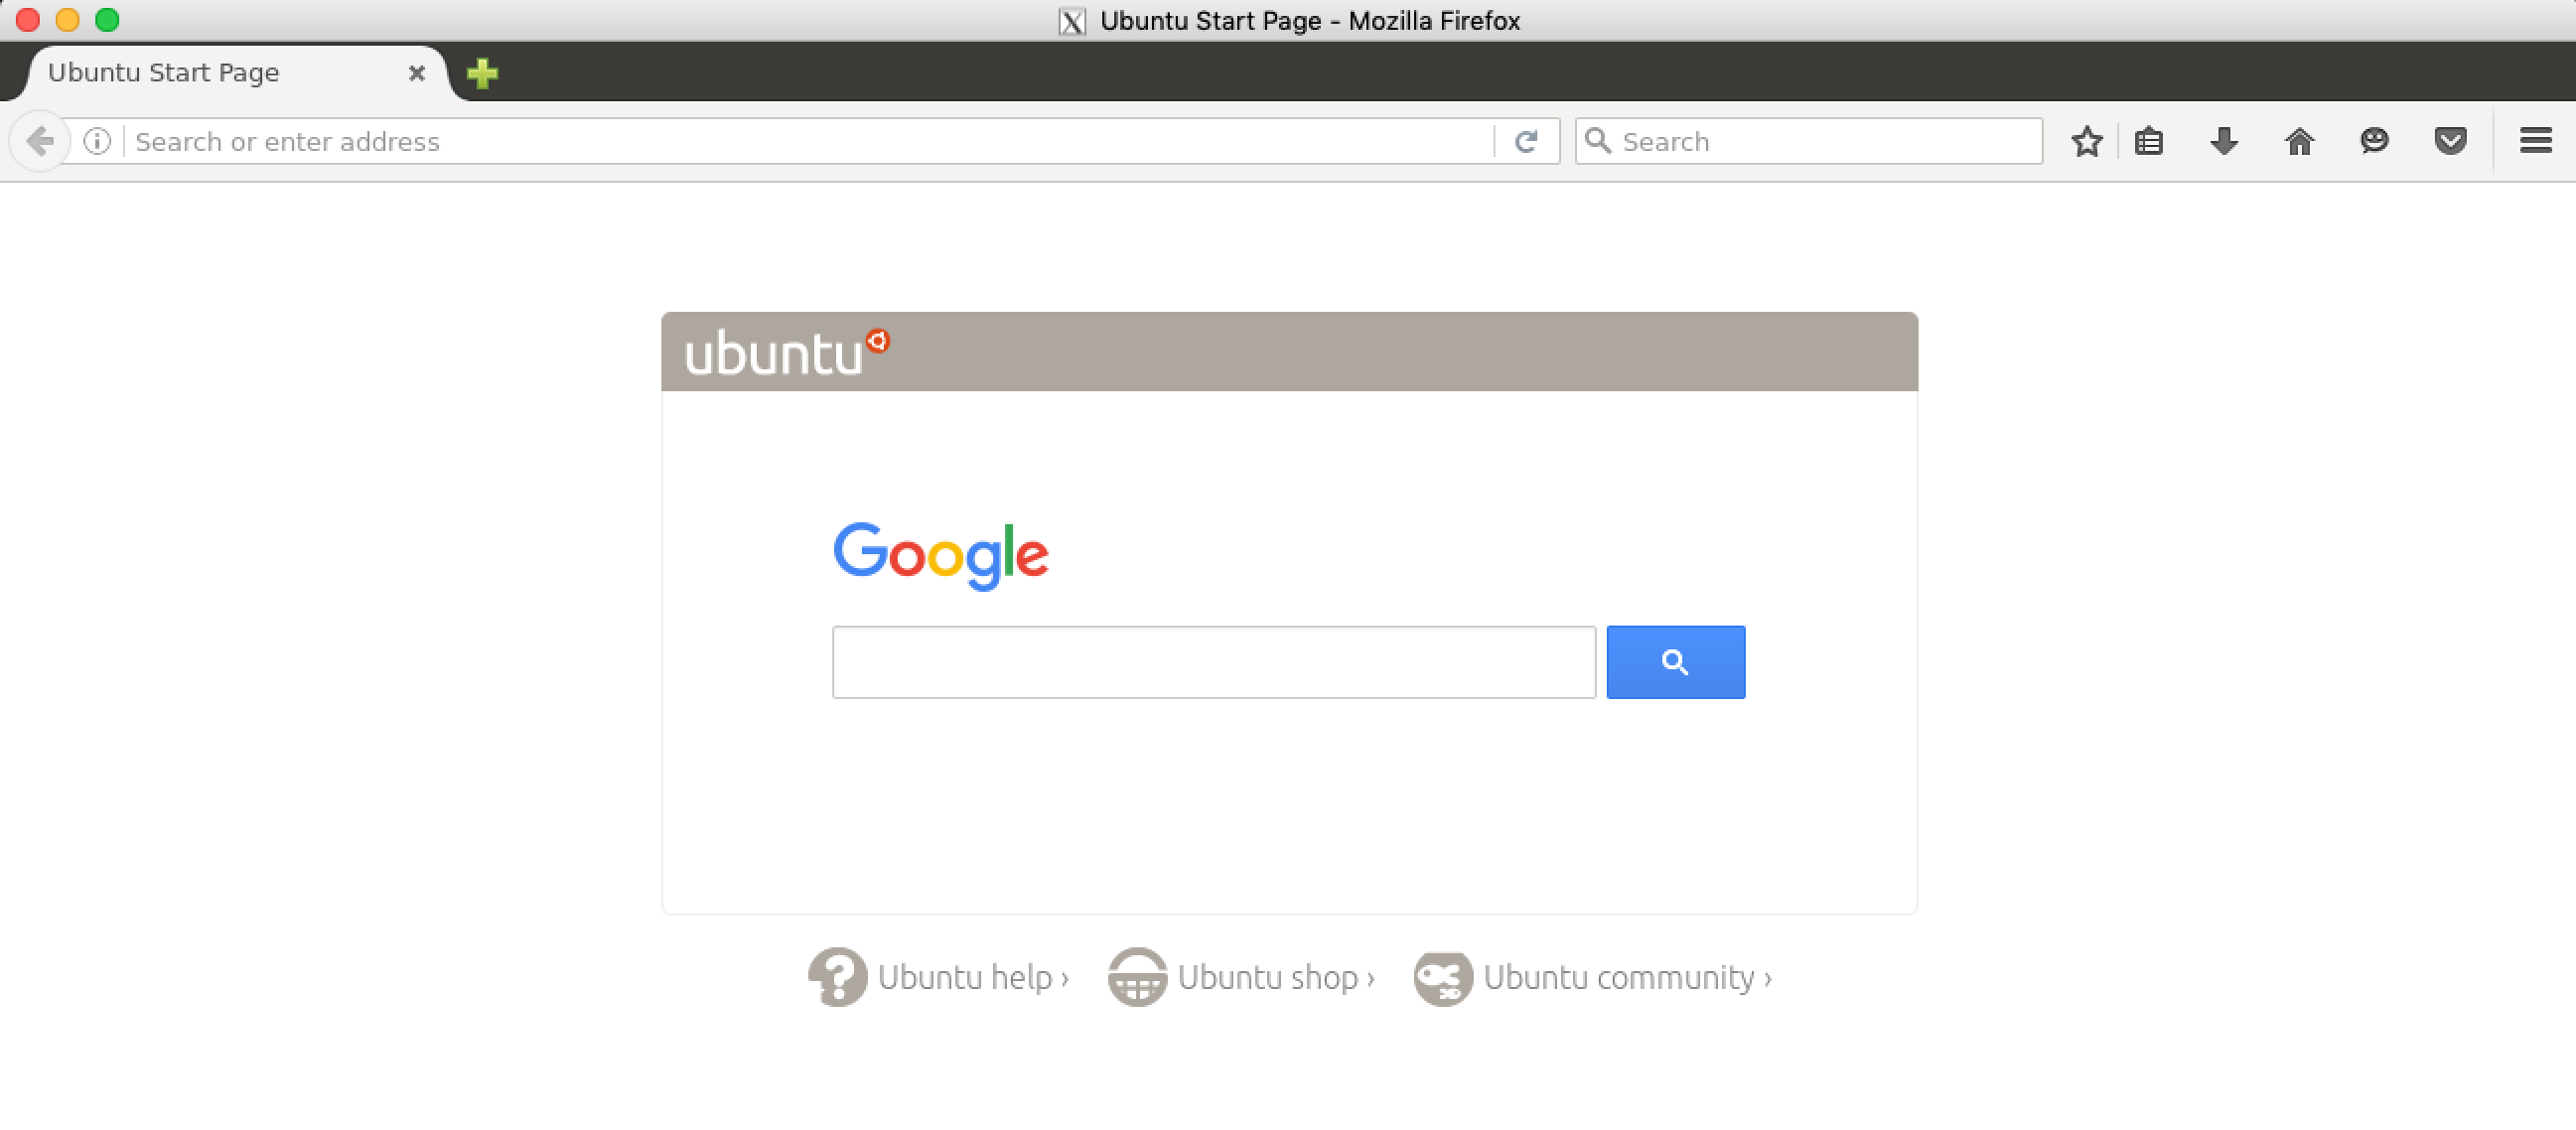 Ubuntu Start Page - Mozilla Firefox
Ubuntu Start Page
Search or enter address
Search
ubuntu
Google
Ubuntu help › Ubuntu shop › Ubuntu community ›